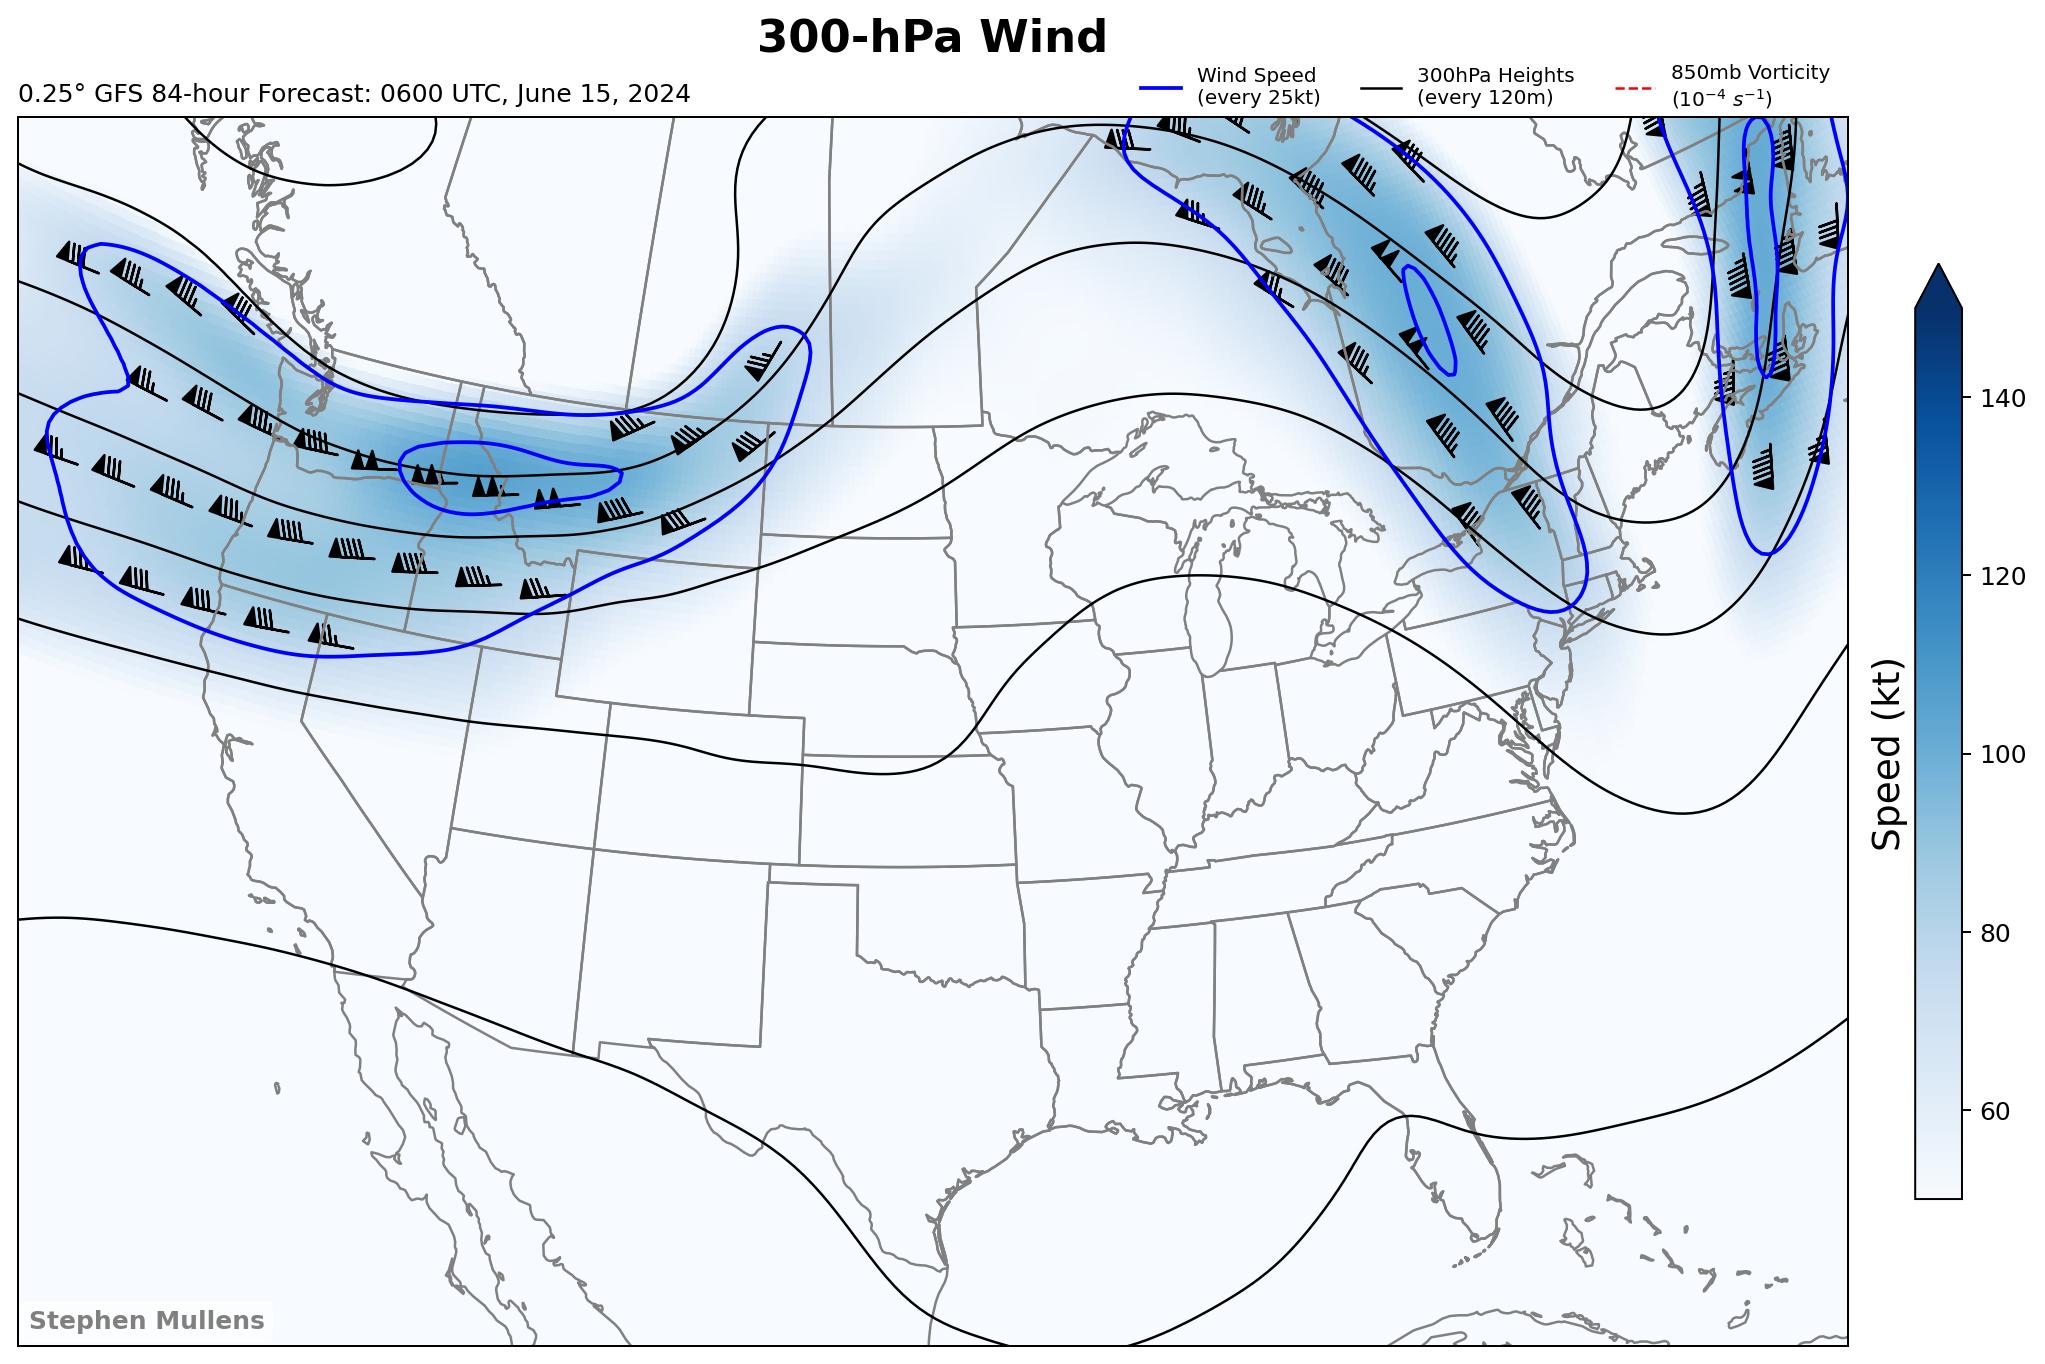 300-hPa Wind
0.25° GFS 84-hour Forecast: 0600 UTC, June 15, 2024
Wind Speed
(every 25kt)
300hPa Heights
(every 120m)
850mb Vorticity
(10⁻⁴ s⁻¹)
140
120
100
80
60
Speed (kt)
Stephen Mullens